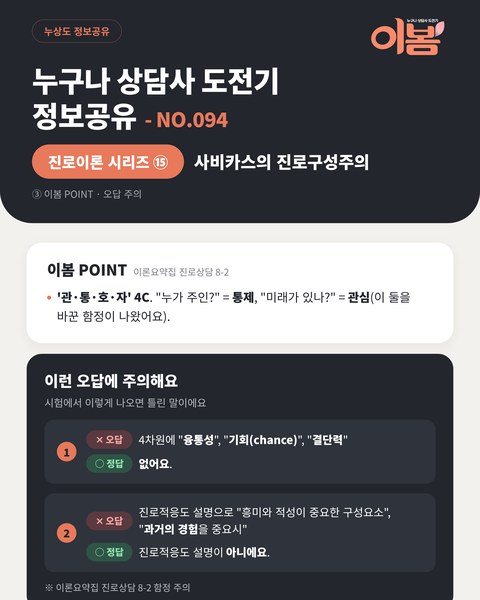 누상도 정보공유
누구나 상담사 도전기
이봄
누구나 상담사 도전기
정보공유 - NO.094
진로이론 시리즈 ⑮ 사비카스의 진로구성주의
③ 이봄 POINT · 오답 주의
이봄 POINT 이론요약집 진로상담 8-2
• '관·통·호·자' 4C. "누가 주인?" = 통제, "미래가 있나?" = 관심(이 둘을
바꾼 함정이 나왔어요).
이런 오답에 주의해요
시험에서 이렇게 나오면 틀린 말이에요
1
× 오답 4차원에 "융통성", "기회(chance)", "결단력"
○ 정답 없어요.
2
× 오답 진로적응도 설명으로 "흥미와 적성이 중요한 구성요소",
"과거의 경험을 중요시"
○ 정답 진로적응도 설명이 아니에요.
※ 이론요약집 진로상담 8-2 함정 주의